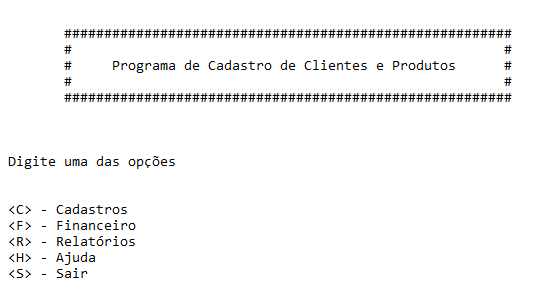 ########################################################
#                                                      #
#     Programa de Cadastro de Clientes e Produtos      #
#                                                      #
########################################################
Digite uma das opções
<C> - Cadastros
<F> - Financeiro
<R> - Relatórios
<H> - Ajuda
<S> - Sair